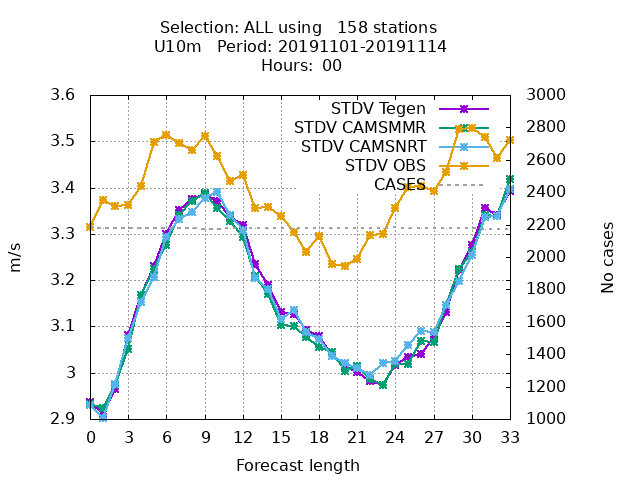 Selection: ALL using   158 stations
U10m   Period: 20191101-20191114
Hours: 00
STDV Tegen
STDV CAMSMMR
STDV CAMSNRT
STDV OBS
CASES
m/s
3.6
3.5
3.4
3.3
3.2
3.1
3
2.9
3000
2800
2600
2400
2200
2000
1800
1600
1400
1200
1000
No cases
0 3 6 9 12 15 18 21 24 27 30 33
Forecast length